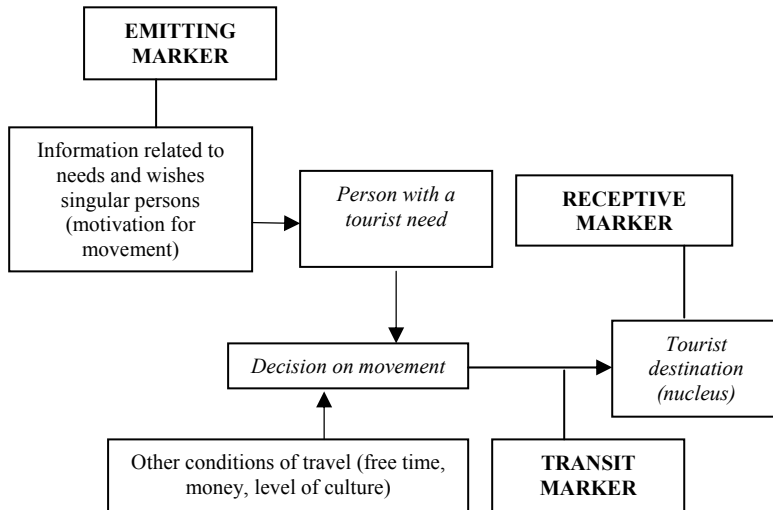 EMITTING
MARKER
Information related to
needs and wishes
singular persons
(motivation for
movement)
Person with a
tourist need
RECEPTIVE
MARKER
Decision on movement
Tourist
destination
(nucleus)
Other conditions of travel (free time,
money, level of culture)
TRANSIT
MARKER